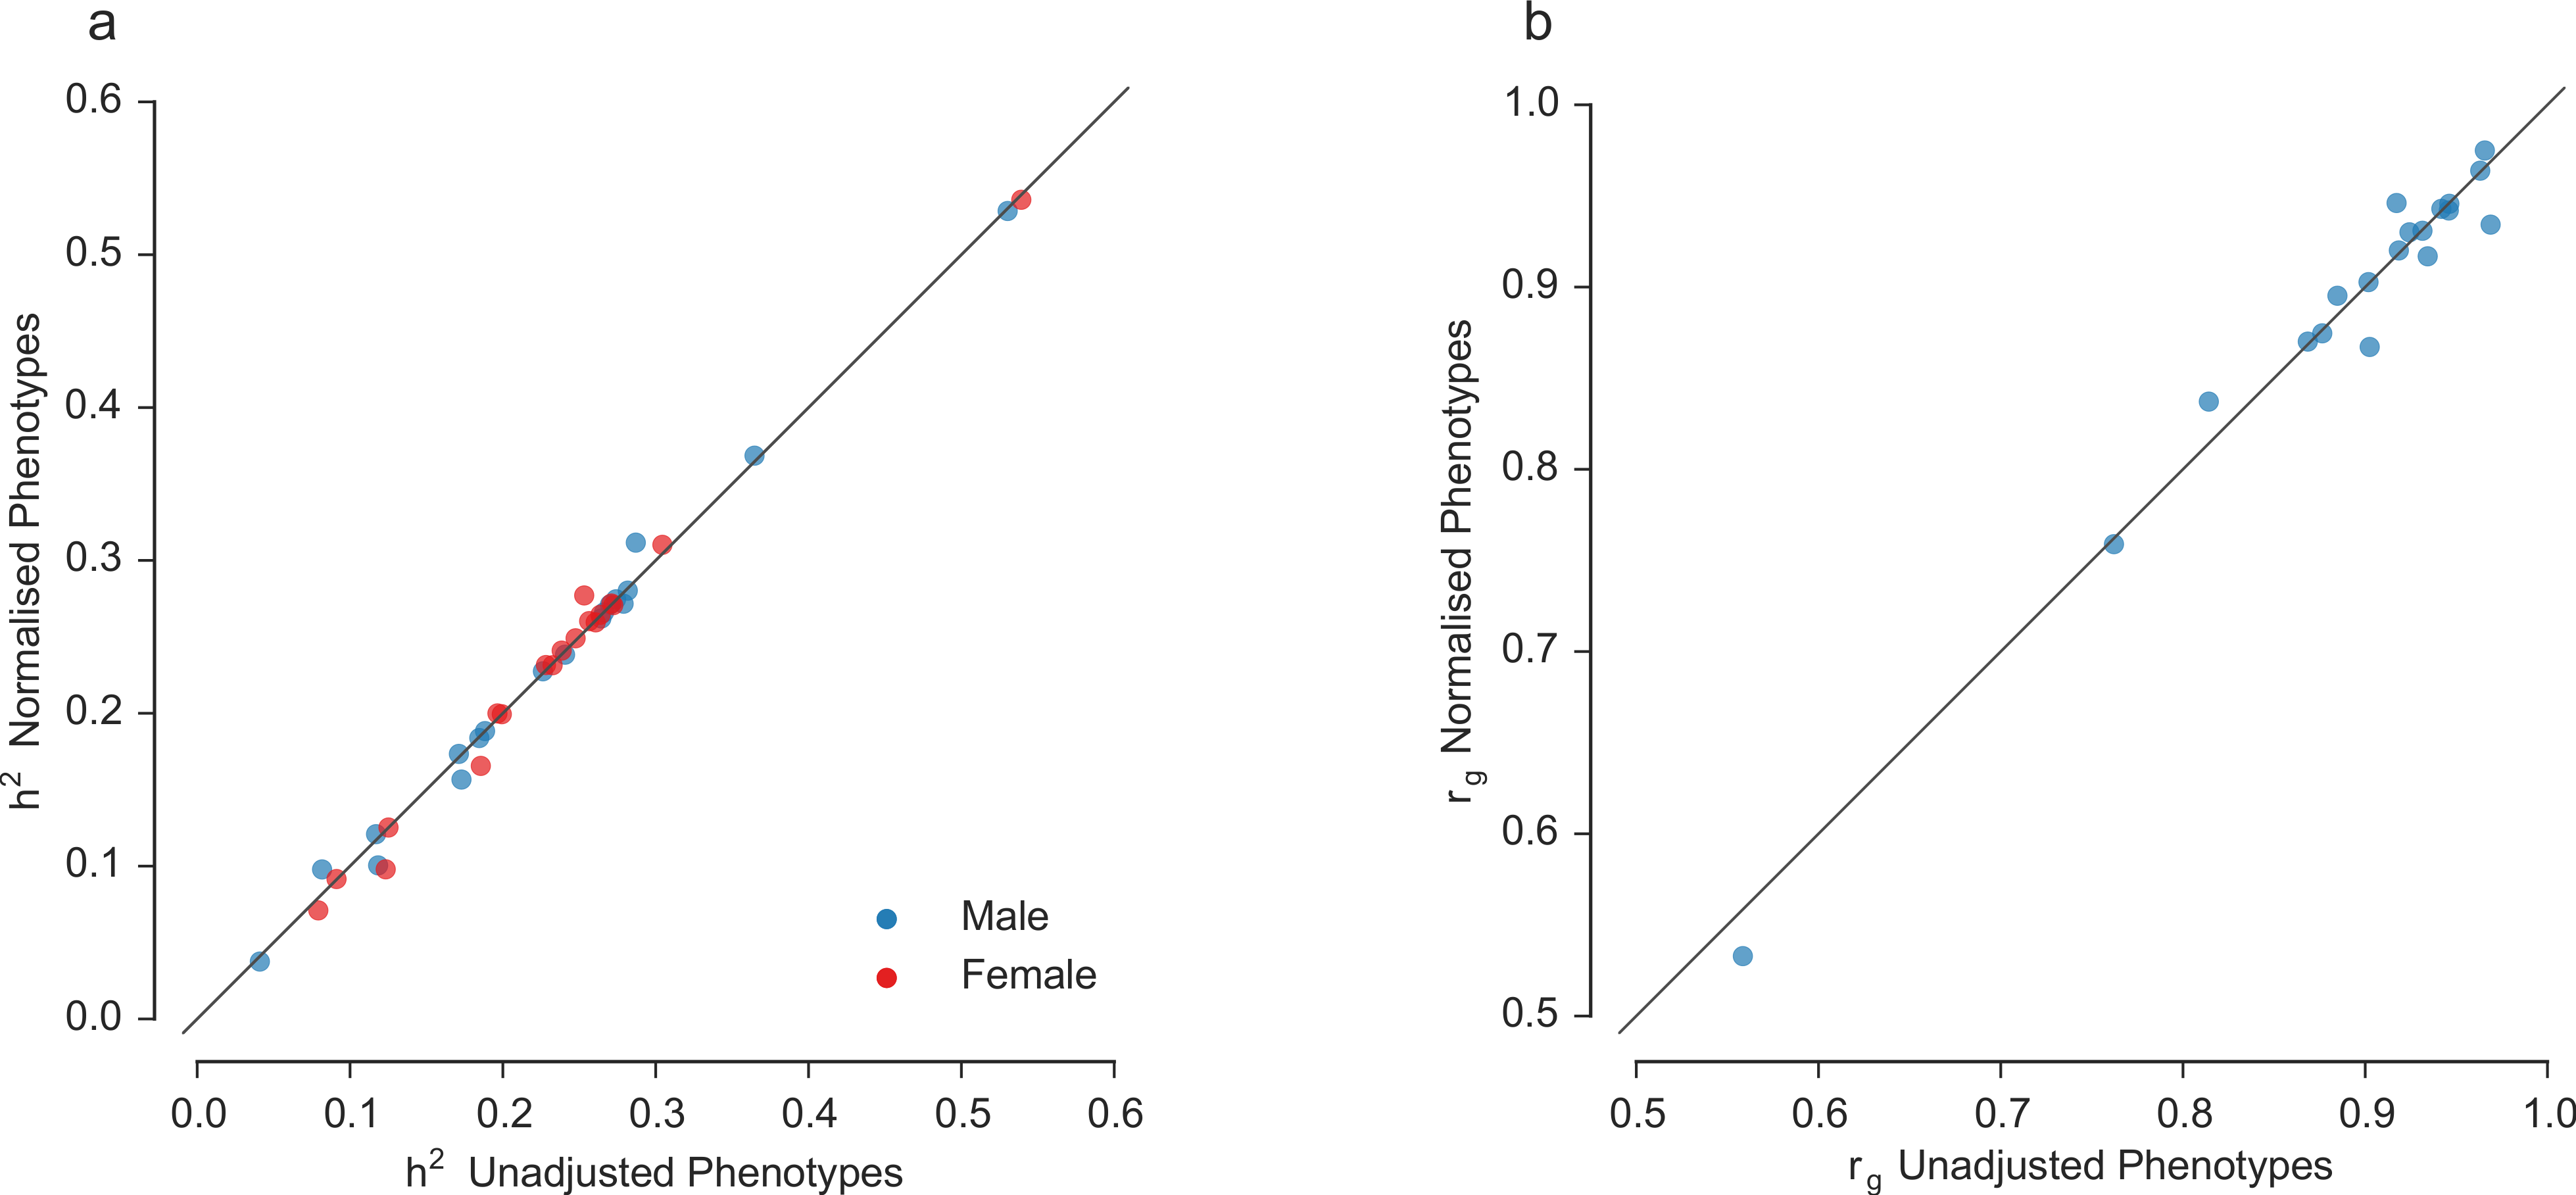 a
0.6
0.5
0.4
0.3
0.2
0.1
0.0
h² Normalised Phenotypes
Male
Female
0.0 0.1 0.2 0.3 0.4 0.5 0.6
h² Unadjusted Phenotypes
b
1.0
0.9
0.8
0.7
0.6
0.5
rg Normalised Phenotypes
0.5 0.6 0.7 0.8 0.9 1.0
rg Unadjusted Phenotypes